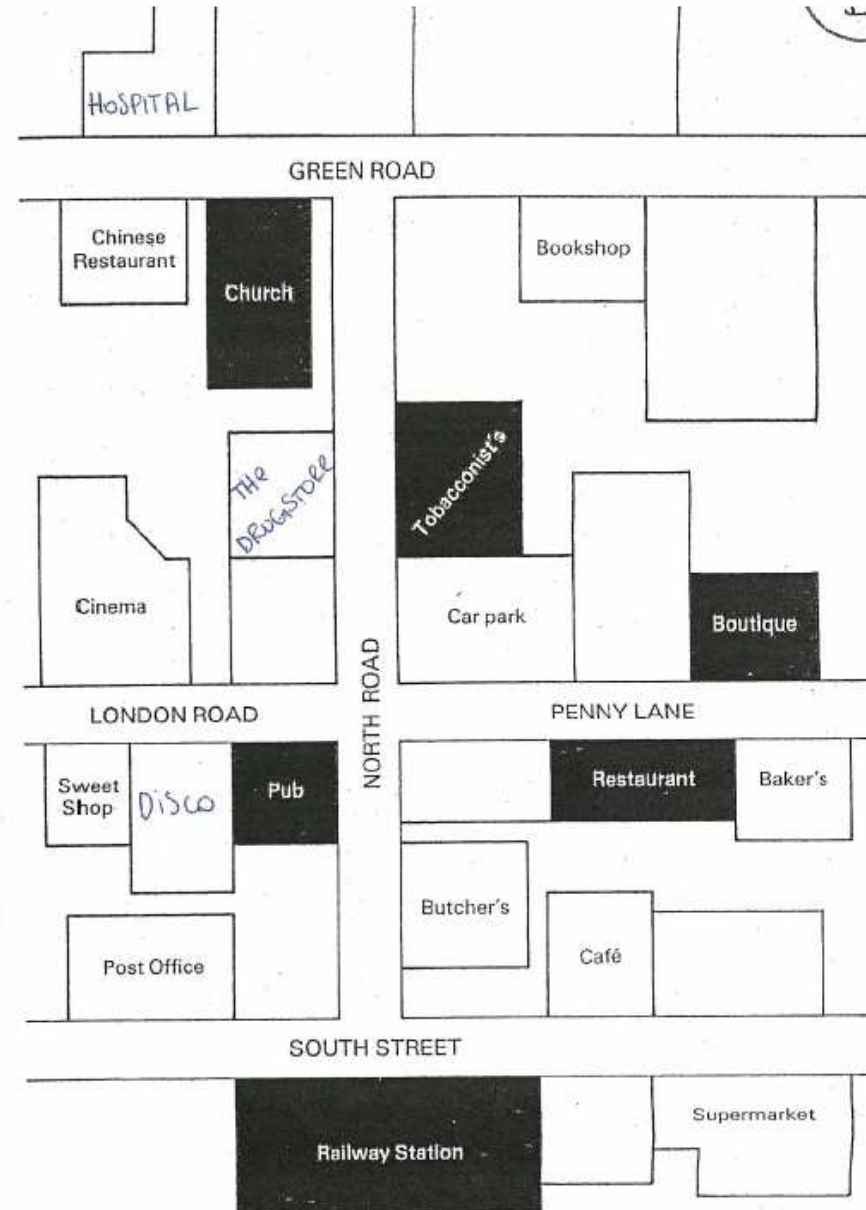 HOSPITAL
GREEN ROAD
Chinese
Restaurant
Church
Bookshop
THE
DRUGSTORE
Tobacconist's
Cinema
Car park
Boutique
NORTH ROAD
LONDON ROAD
PENNY LANE
Sweet
Shop
DISCO
Pub
Restaurant
Baker's
Butcher's
Post Office
Café
SOUTH STREET
Railway Station
Supermarket